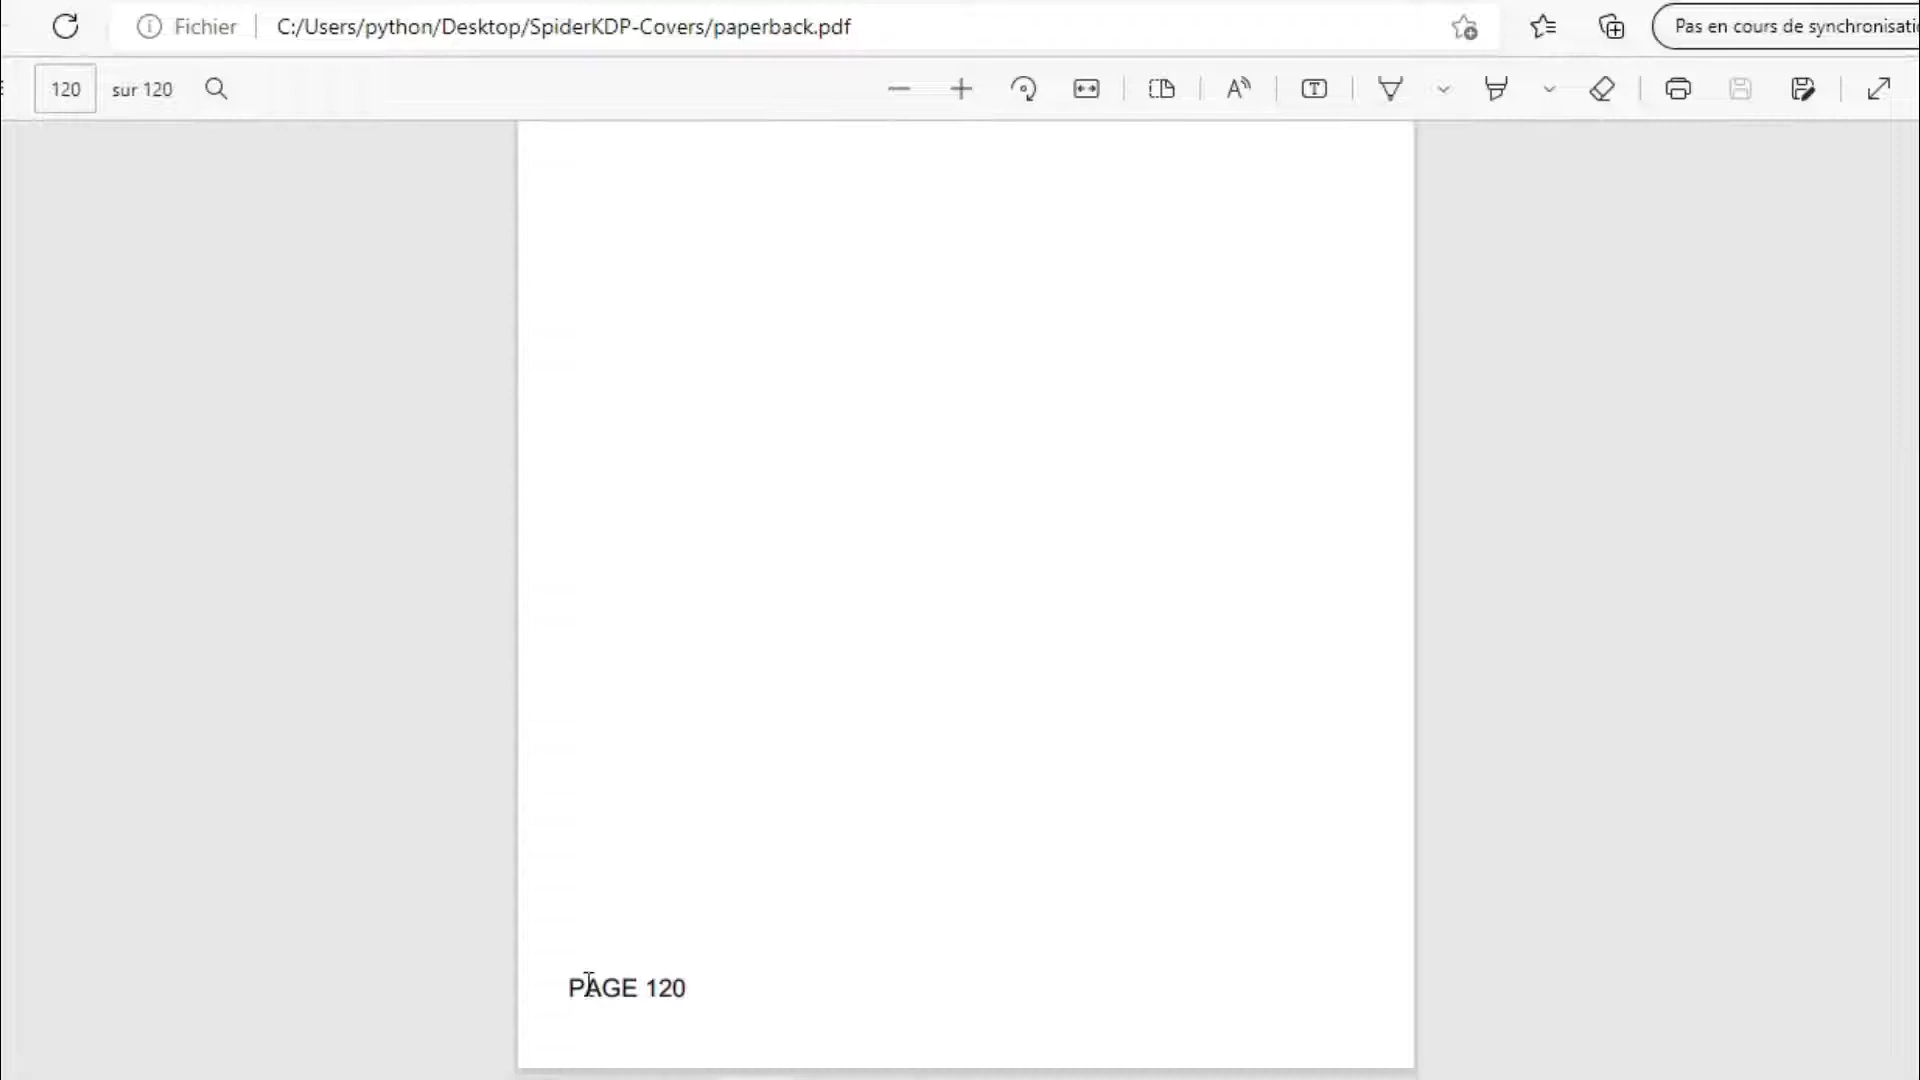 Fichier C:/Users/python/Desktop/SpiderKDP-Covers/paperback.pdf Pas en cours de synchronisati
120 sur 120
PAGE 120